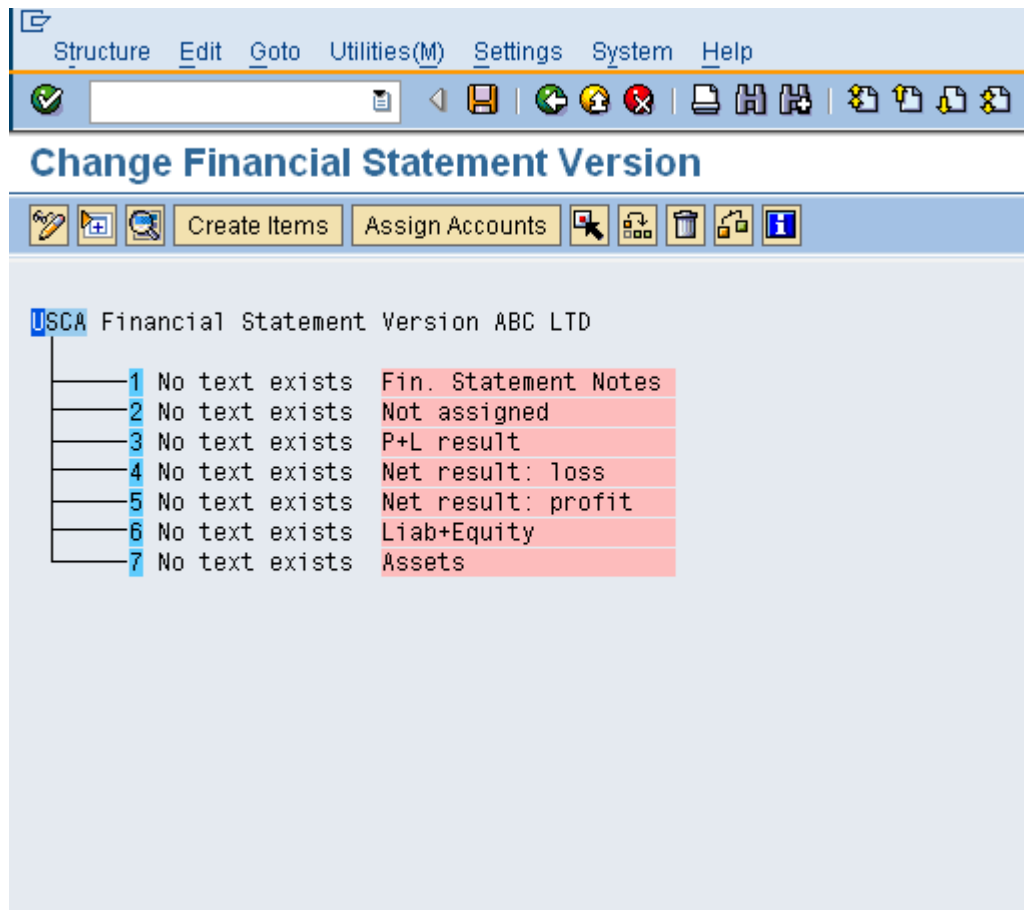 Structure Edit Goto Utilities(M) Settings System Help
Change Financial Statement Version
Create Items Assign Accounts
USCA Financial Statement Version ABC LTD
1 No text exists Fin. Statement Notes
2 No text exists Not assigned
3 No text exists P+L result
4 No text exists Net result: loss
5 No text exists Net result: profit
6 No text exists Liab+Equity
7 No text exists Assets